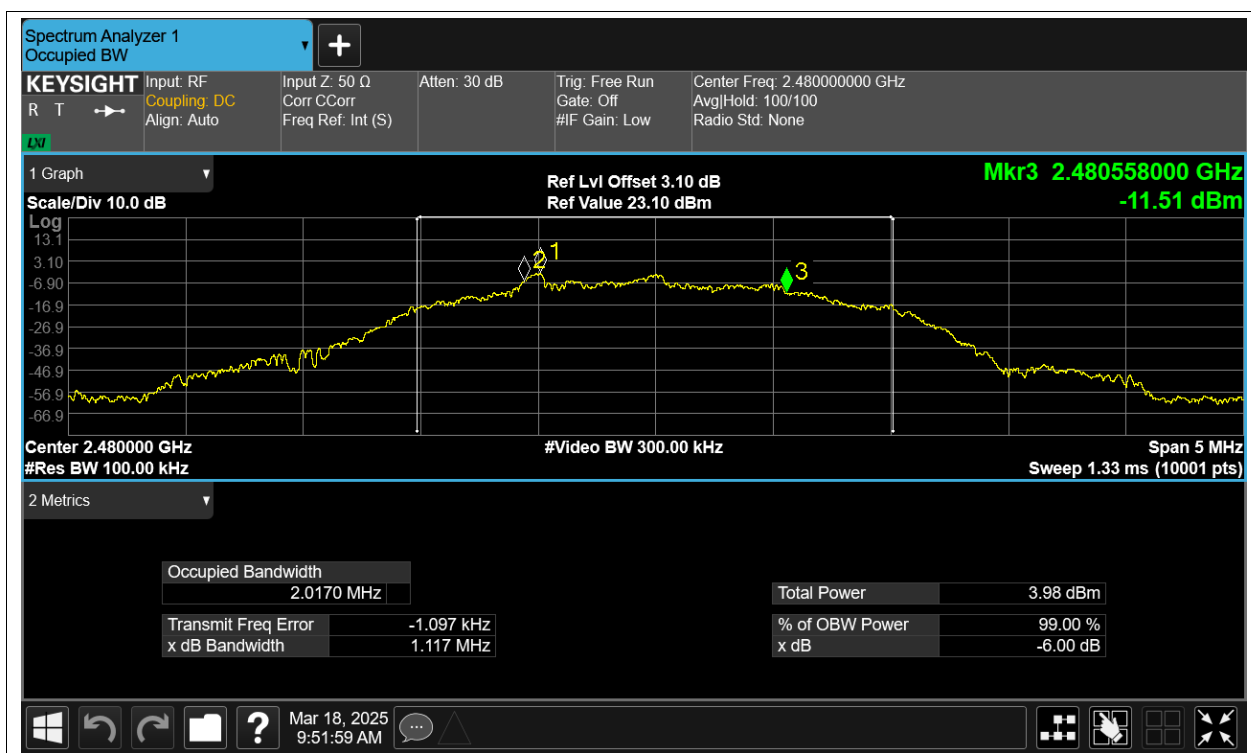 Spectrum Analyzer 1
Occupied BW
+
KEYSIGHT
R T
LXI
Input: RF
Coupling: DC
Align: Auto
Input Z: 50 Ω
Corr CCorr
Freq Ref: Int (S)
Atten: 30 dB
Trig: Free Run
Gate: Off
#IF Gain: Low
Center Freq: 2.480000000 GHz
Avg|Hold: 100/100
Radio Std: None
1 Graph
Scale/Div 10.0 dB
Ref Lvl Offset 3.10 dB
Ref Value 23.10 dBm
Mkr3 2.480558000 GHz
-11.51 dBm
Log
13.1
3.10
-6.90
-16.9
-26.9
-36.9
-46.9
-56.9
-66.9
2
1
3
Center 2.480000 GHz
#Video BW 300.00 kHz
Span 5 MHz
#Res BW 100.00 kHz
Sweep 1.33 ms (10001 pts)
2 Metrics
Occupied Bandwidth
2.0170 MHz
Transmit Freq Error -1.097 kHz
x dB Bandwidth 1.117 MHz
Total Power 3.98 dBm
% of OBW Power 99.00 %
x dB -6.00 dB
?
Mar 18, 2025
9:51:59 AM